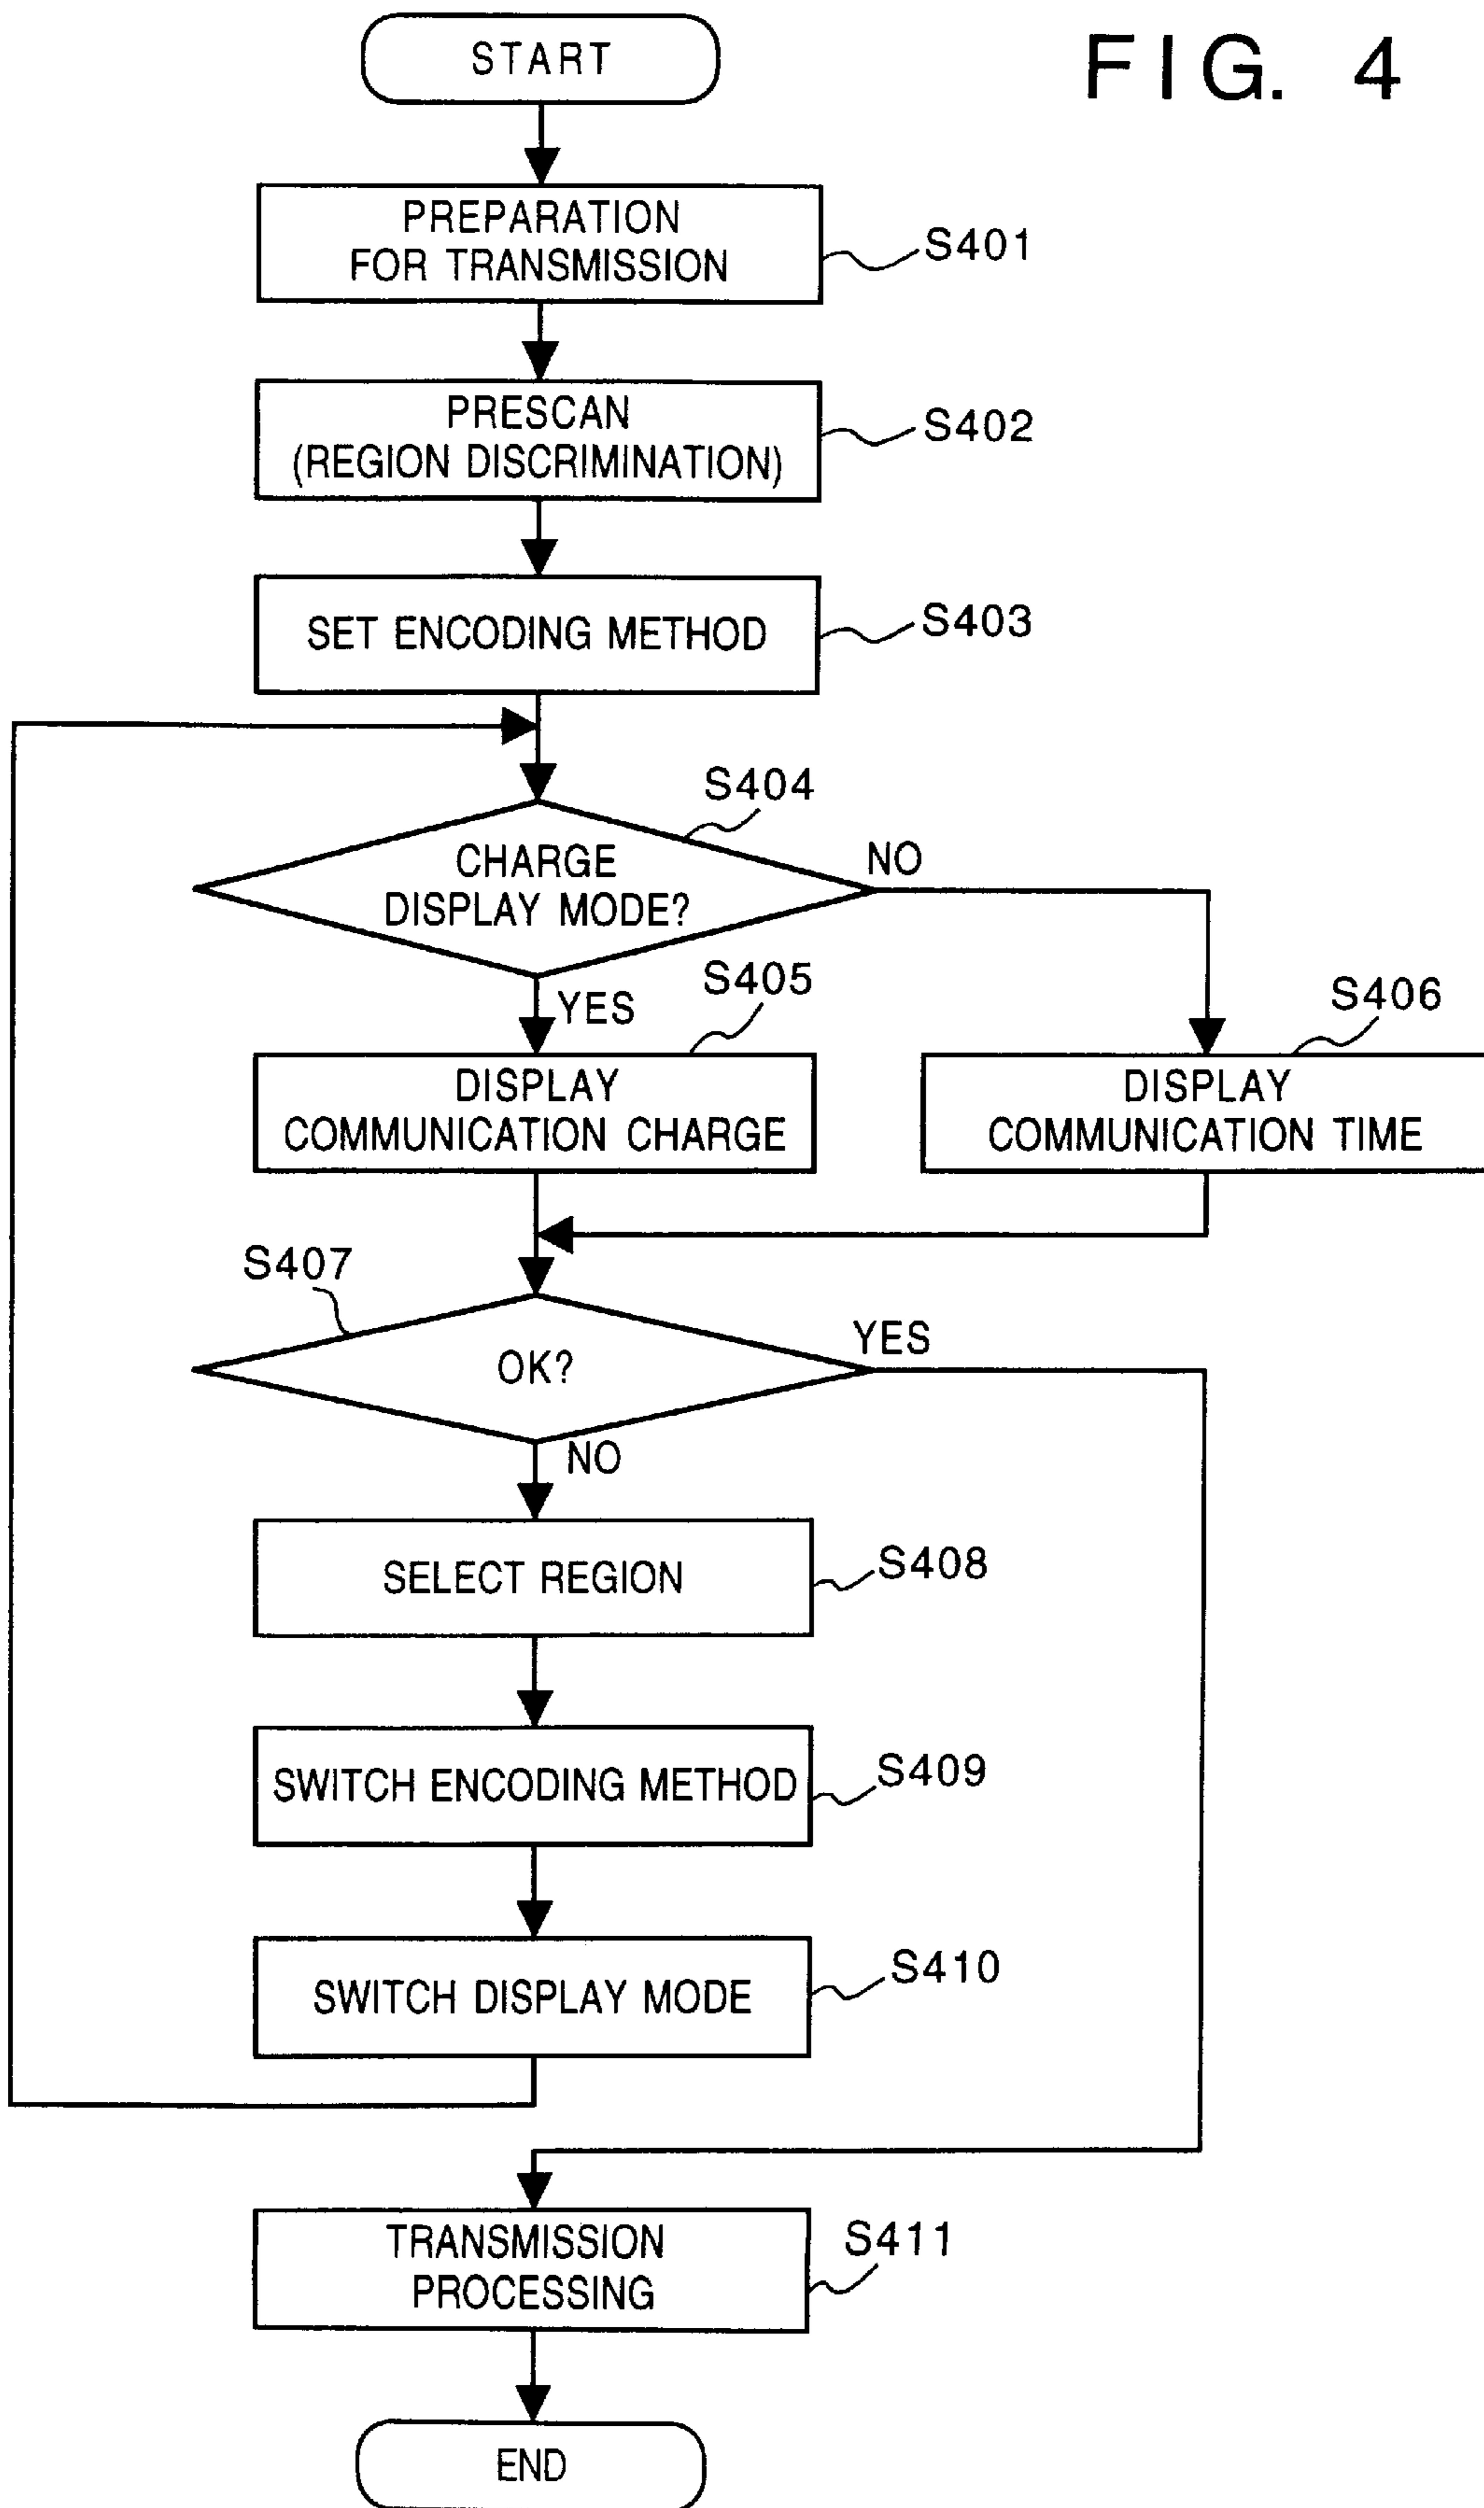 START
FIG. 4
PREPARATION
FOR TRANSMISSION
S401
PRESCAN
(REGION DISCRIMINATION)
S402
SET ENCODING METHOD
S403
S404
CHARGE
DISPLAY MODE?
NO
YES
S405
S406
DISPLAY
COMMUNICATION CHARGE
DISPLAY
COMMUNICATION TIME
S407
OK?
YES
NO
SELECT REGION
S408
SWITCH ENCODING METHOD
S409
SWITCH DISPLAY MODE
S410
TRANSMISSION
PROCESSING
S411
END